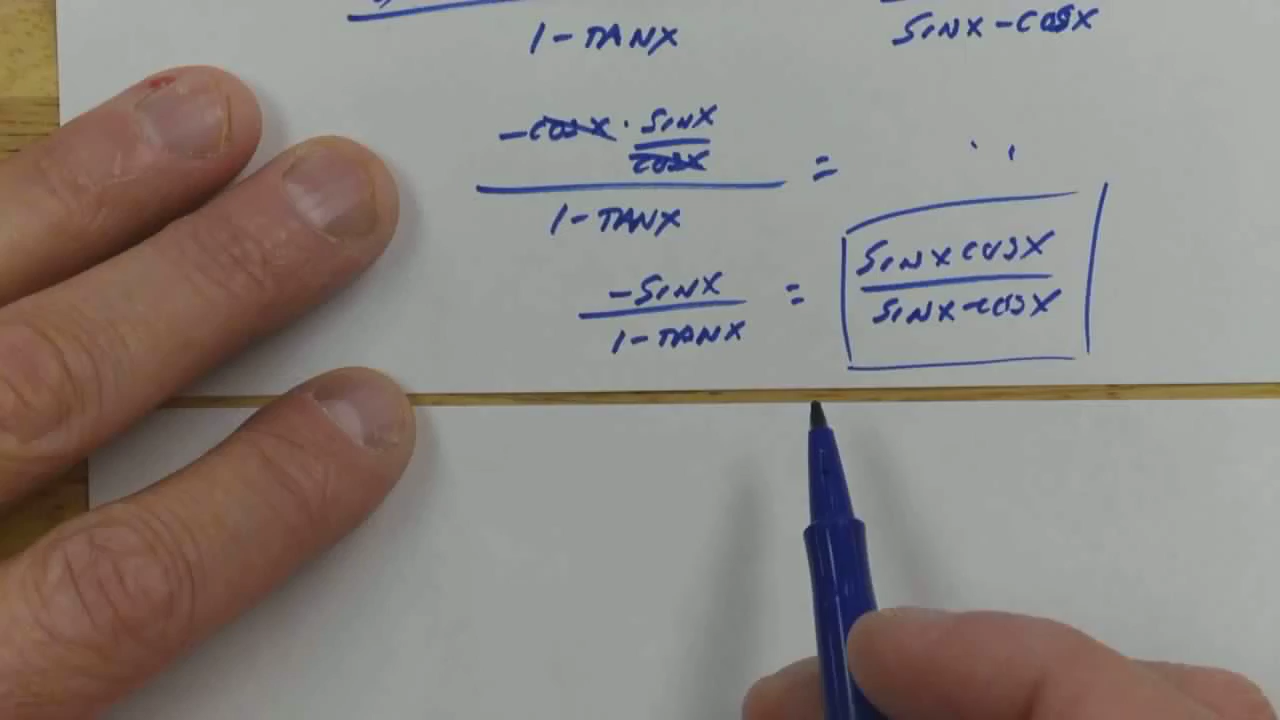 1-TANX SINX-COSX
-COSX · SINX
COSX =
1-TANX
-SINX = SINXCOSX
1-TANX SINX-COSX